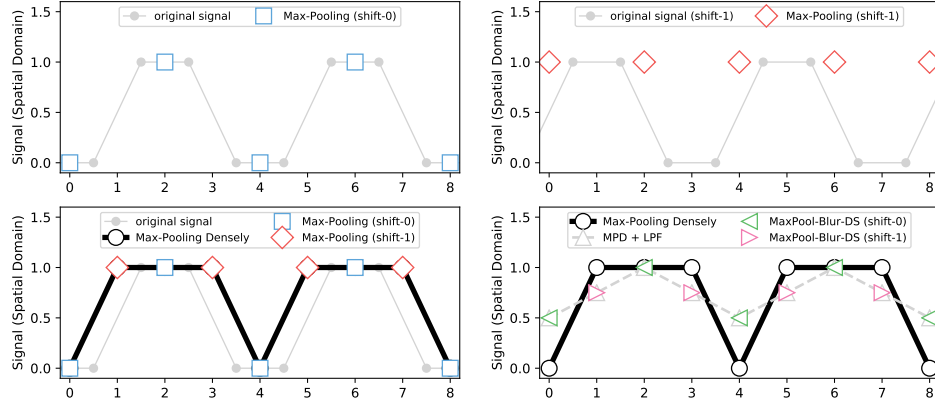 original signal Max-Pooling (shift-0)
Signal (Spatial Domain)
1.5
1.0
0.5
0.0
0 1 2 3 4 5 6 7 8
original signal (shift-1) Max-Pooling (shift-1)
Signal (Spatial Domain)
1.5
1.0
0.5
0.0
0 1 2 3 4 5 6 7 8
original signal Max-Pooling (shift-0)
Max-Pooling Densely Max-Pooling (shift-1)
Signal (Spatial Domain)
1.5
1.0
0.5
0.0
0 1 2 3 4 5 6 7 8
Max-Pooling Densely MaxPool-Blur-DS (shift-0)
MPD + LPF MaxPool-Blur-DS (shift-1)
Signal (Spatial Domain)
1.5
1.0
0.5
0.0
0 1 2 3 4 5 6 7 8